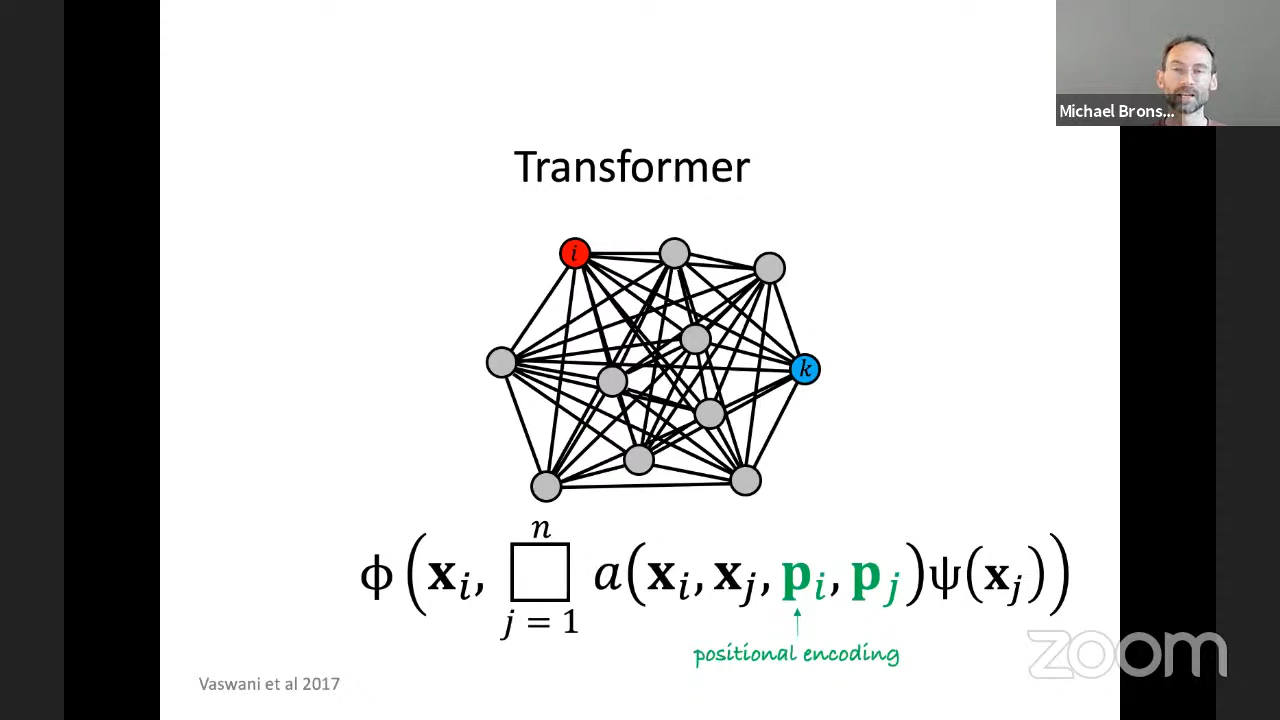 Michael Brons...
Transformer
i
k
ϕ(x_i, □_{j=1}^{n} a(x_i, x_j, p_i, p_j)ψ(x_j))
positional encoding
zoom
Vaswani et al 2017